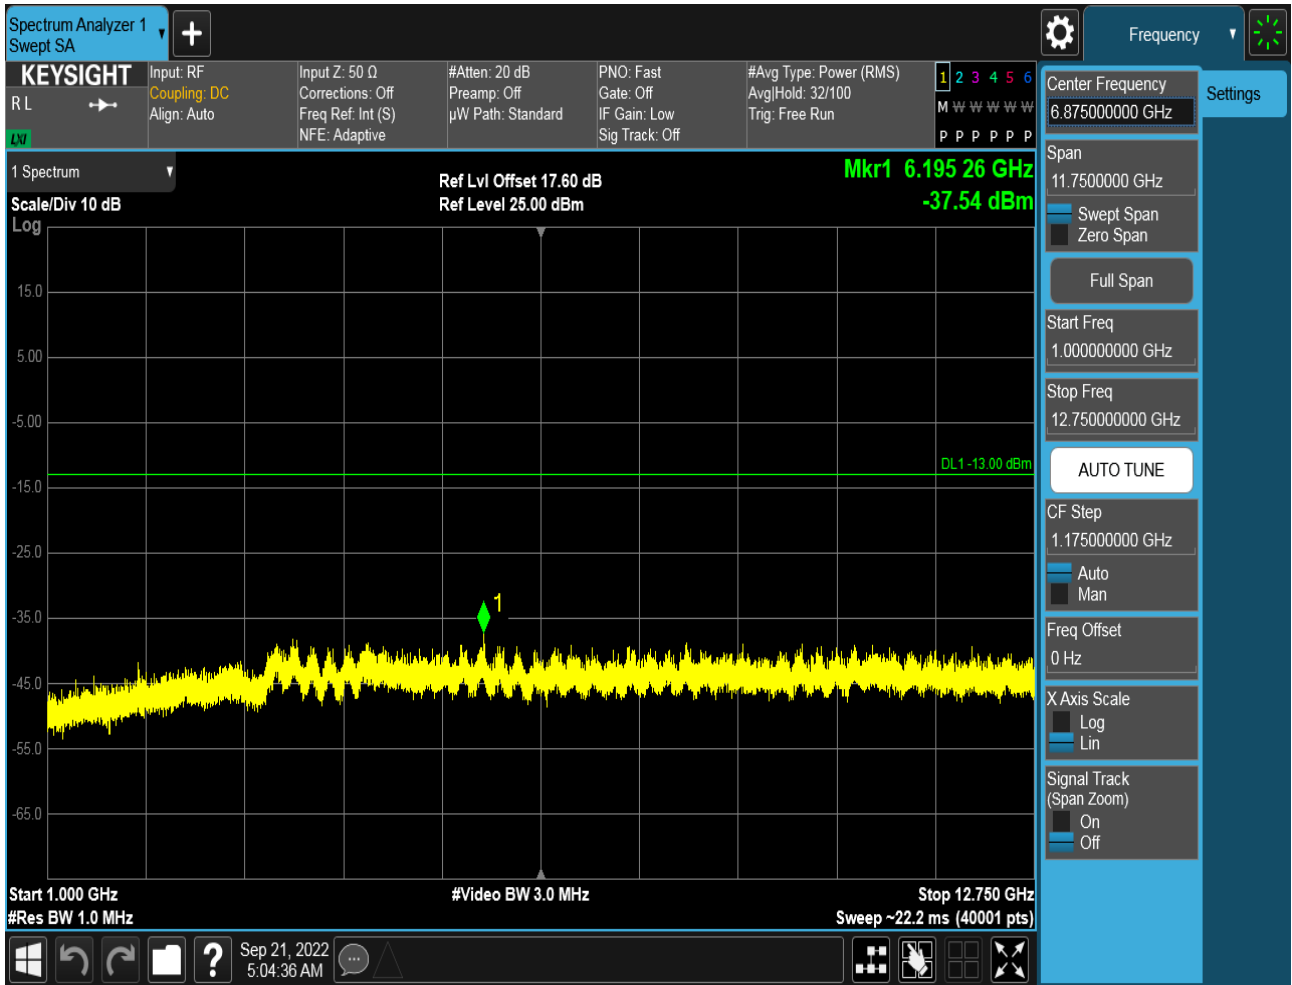 Spectrum Analyzer 1
Swept SA
Frequency
KEYSIGHT
R L
LXI
Input: RF
Coupling: DC
Align: Auto
Input Z: 50 Ω
Corrections: Off
Freq Ref: Int (S)
NFE: Adaptive
#Atten: 20 dB
Preamp: Off
µW Path: Standard
PNO: Fast
Gate: Off
IF Gain: Low
Sig Track: Off
#Avg Type: Power (RMS)
Avg|Hold: 32/100
Trig: Free Run
1 2 3 4 5 6
M W W W W W
P P P P P P
1 Spectrum
Scale/Div 10 dB
Log
Ref Lvl Offset 17.60 dB
Ref Level 25.00 dBm
Mkr1 6.195 26 GHz
-37.54 dBm
15.0
5.00
-5.00
DL1 -13.00 dBm
-15.0
-25.0
-35.0
1
-45.0
-55.0
-65.0
Start 1.000 GHz
#Res BW 1.0 MHz
#Video BW 3.0 MHz
Stop 12.750 GHz
Sweep ~22.2 ms (40001 pts)
Sep 21, 2022
5:04:36 AM
Center Frequency
6.875000000 GHz
Settings
Span
11.7500000 GHz
Swept Span
Zero Span
Full Span
Start Freq
1.000000000 GHz
Stop Freq
12.750000000 GHz
AUTO TUNE
CF Step
1.175000000 GHz
Auto
Man
Freq Offset
0 Hz
X Axis Scale
Log
Lin
Signal Track
(Span Zoom)
On
Off